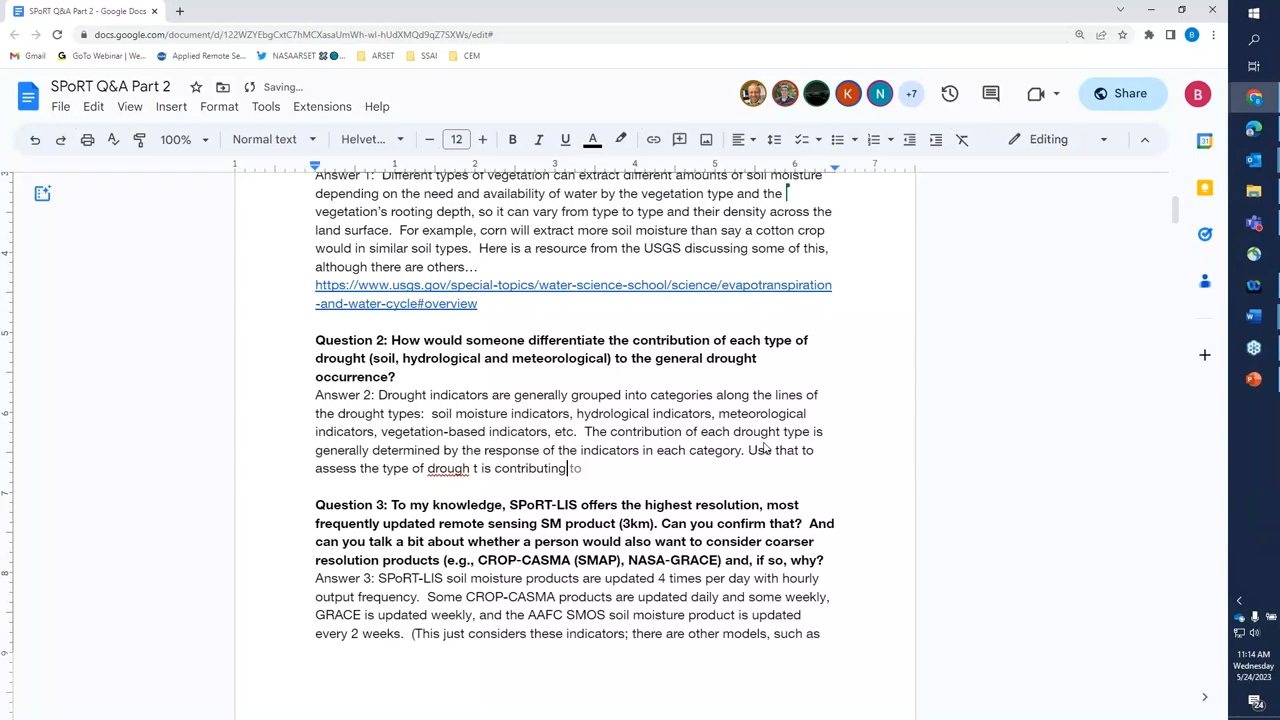 SPoRT Q&A Part 2 - Google Docs
docs.google.com/document/d/122WZYEbgCxtC7hMCXasaUmWh-wI-hUdXMQd9qZ7SXWs/edit#
Gmail GoTo Webinar | We... Applied Remote Se... NASAARSET ARSET SSAI CEM
SPoRT Q&A Part 2 Saving...
File Edit View Insert Format Tools Extensions Help
K N +7 Share B
100% Normal text Helvet... 12 B I U A Editing
1 1 2 3 4 5 6 7
Answer 1: Different types of vegetation can extract different amounts of soil moisture
depending on the need and availability of water by the vegetation type and the
vegetation's rooting depth, so it can vary from type to type and their density across the
land surface. For example, corn will extract more soil moisture than say a cotton crop
would in similar soil types. Here is a resource from the USGS discussing some of this,
although there are others…
https://www.usgs.gov/special-topics/water-science-school/science/evapotranspiration
-and-water-cycle#overview
Question 2: How would someone differentiate the contribution of each type of
drought (soil, hydrological and meteorological) to the general drought
occurrence?
Answer 2: Drought indicators are generally grouped into categories along the lines of
the drought types: soil moisture indicators, hydrological indicators, meteorological
indicators, vegetation-based indicators, etc. The contribution of each drought type is
generally determined by the response of the indicators in each category. Use that to
assess the type of drough t is contributing to
Question 3: To my knowledge, SPoRT-LIS offers the highest resolution, most
frequently updated remote sensing SM product (3km). Can you confirm that? And
can you talk a bit about whether a person would also want to consider coarser
resolution products (e.g., CROP-CASMA (SMAP), NASA-GRACE) and, if so, why?
Answer 3: SPoRT-LIS soil moisture products are updated 4 times per day with hourly
output frequency. Some CROP-CASMA products are updated daily and some weekly,
GRACE is updated weekly, and the AAFC SMOS soil moisture product is updated
every 2 weeks. (This just considers these indicators; there are other models, such as
11:14 AM
Wednesday
5/24/2023
24